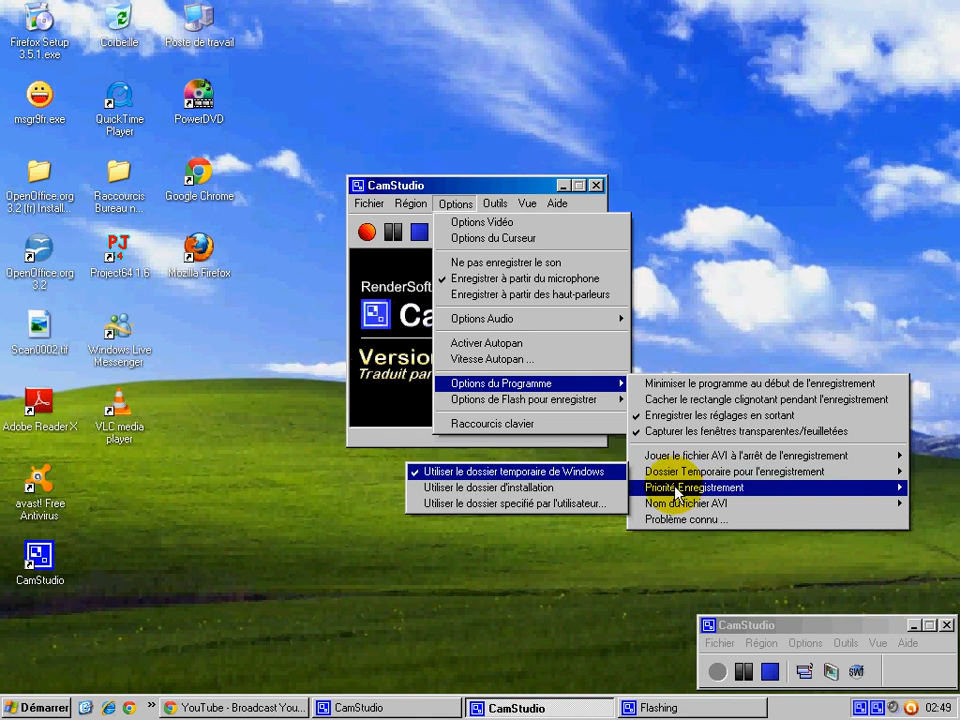 Firefox Setup
3.5.1.exe
Corbeille
Poste de travail
msgr9fr.exe
QuickTime
Player
PowerDVD
OpenOffice.org
3.2 (fr) Install...
Raccourcis
Bureau n...
Google Chrome
OpenOffice.org
3.2
PJ
64
Project64 1.6
Mozilla Firefox
Scan0002.tif
Windows Live
Messenger
Adobe Reader X
VLC media
player
avast! Free
Antivirus
CamStudio
CamStudio
Fichier Région Options Outils Vue Aide
RenderSoft
Ca
Version
Traduit par
Options Vidéo
Options du Curseur
Ne pas enregistrer le son
Enregistrer à partir du microphone
Enregistrer à partir des haut-parleurs
Options Audio
Activer Autopan
Vitesse Autopan ...
Options du Programme
Options de Flash pour enregistrer
Raccourcis clavier
Minimiser le programme au début de l'enregistrement
Cacher le rectangle clignotant pendant l'enregistrement
Enregistrer les réglages en sortant
Capturer les fenêtres transparentes/feuilletées
Jouer le fichier AVI à l'arrêt de l'enregistrement
Dossier Temporaire pour l'enregistrement
Priorité Enregistrement
Nom du fichier AVI
Problème connu ...
Utiliser le dossier temporaire de Windows
Utiliser le dossier d'installation
Utiliser le dossier specifié par l'utilisateur...
CamStudio
Fichier Région Options Outils Vue Aide
SWF
Démarrer
YouTube - Broadcast You...
CamStudio
CamStudio
Flashing
02:49